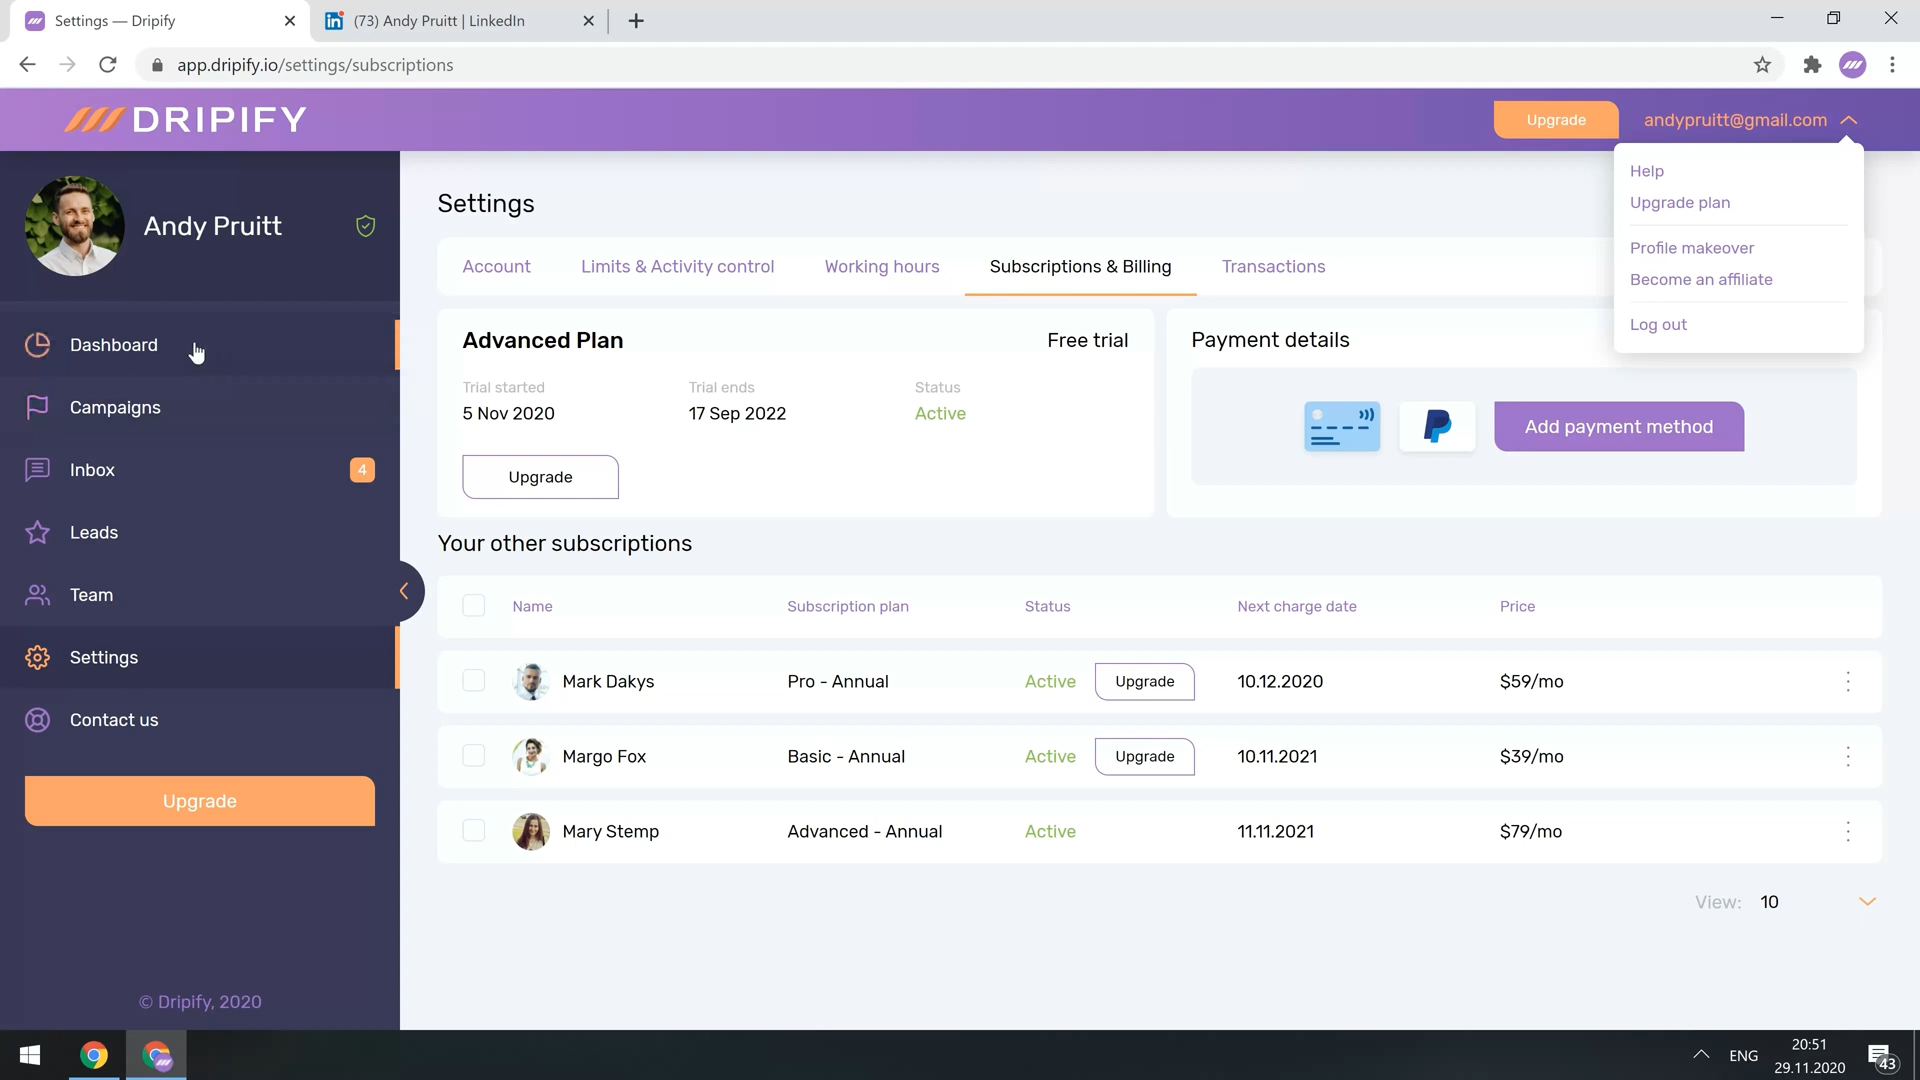 Settings — Dripify
(73) Andy Pruitt | LinkedIn
app.dripify.io/settings/subscriptions
DRIPIFY
Upgrade
andypruitt@gmail.com
Help
Upgrade plan
Profile makeover
Become an affiliate
Log out
Andy Pruitt
Dashboard
Campaigns
Inbox
4
Leads
Team
Settings
Contact us
Upgrade
© Dripify, 2020
Settings
Account
Limits & Activity control
Working hours
Subscriptions & Billing
Transactions
Advanced Plan
Free trial
Trial started
Trial ends
Status
5 Nov 2020
17 Sep 2022
Active
Upgrade
Payment details
Add payment method
Your other subscriptions
Name Subscription plan Status Next charge date Price
Mark Dakys Pro - Annual Active Upgrade 10.12.2020 $59/mo
Margo Fox Basic - Annual Active Upgrade 10.11.2021 $39/mo
Mary Stemp Advanced - Annual Active 11.11.2021 $79/mo
View: 10
ENG
20:51
29.11.2020
43